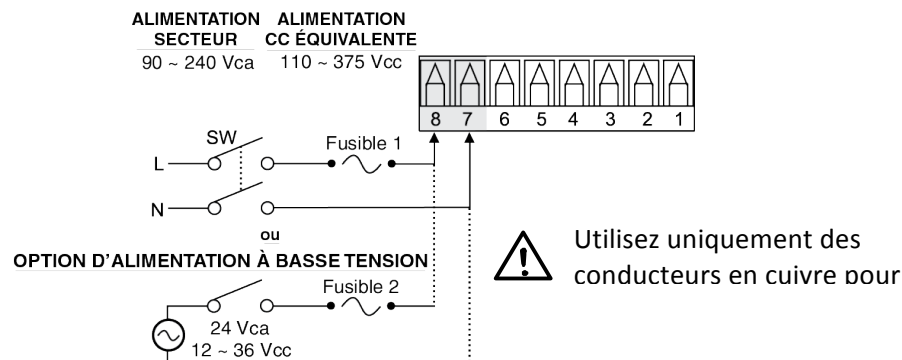 ALIMENTATION SECTEUR
90 ~ 240 Vca
ALIMENTATION CC ÉQUIVALENTE
110 ~ 375 Vcc
8 7 6 5 4 3 2 1
SW
Fusible 1
L
N
ou
OPTION D'ALIMENTATION À BASSE TENSION
Fusible 2
24 Vca
12 ~ 36 Vcc
Utilisez uniquement des
conducteurs en cuivre pour